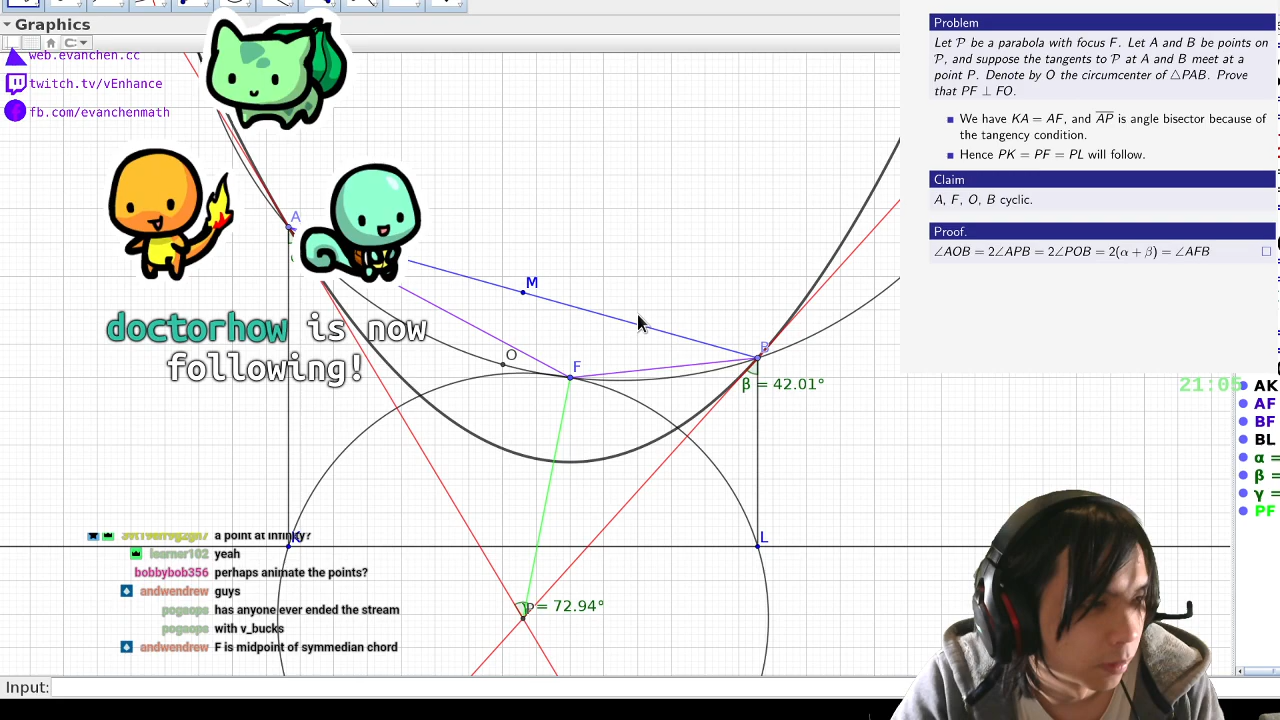 Graphics
web.evanchen.cc
twitch.tv/vEnhance
fb.com/evanchenmath
doctorhow is now
following!
A
M
O
F
B
β = 42.01°
K
L
P
= 72.94°
a point at infinity?
learner102 yeah
bobbybob356 perhaps animate the points?
andwendrew guys
pogaops has anyone ever ended the stream
pogaops with v_bucks
andwendrew F is midpoint of symmedian chord
Input:
Problem
Let P be a parabola with focus F. Let A and B be points on
P, and suppose the tangents to P at A and B meet at a
point P. Denote by O the circumcenter of △PAB. Prove
that PF ⊥ FO.
We have KA = AF, and AP is angle bisector because of
the tangency condition.
Hence PK = PF = PL will follow.
Claim
A, F, O, B cyclic.
Proof.
∠AOB = 2∠APB = 2∠POB = 2(α + β) = ∠AFB □
21:05
AK
AF
BF
BL
α =
β =
γ =
PF